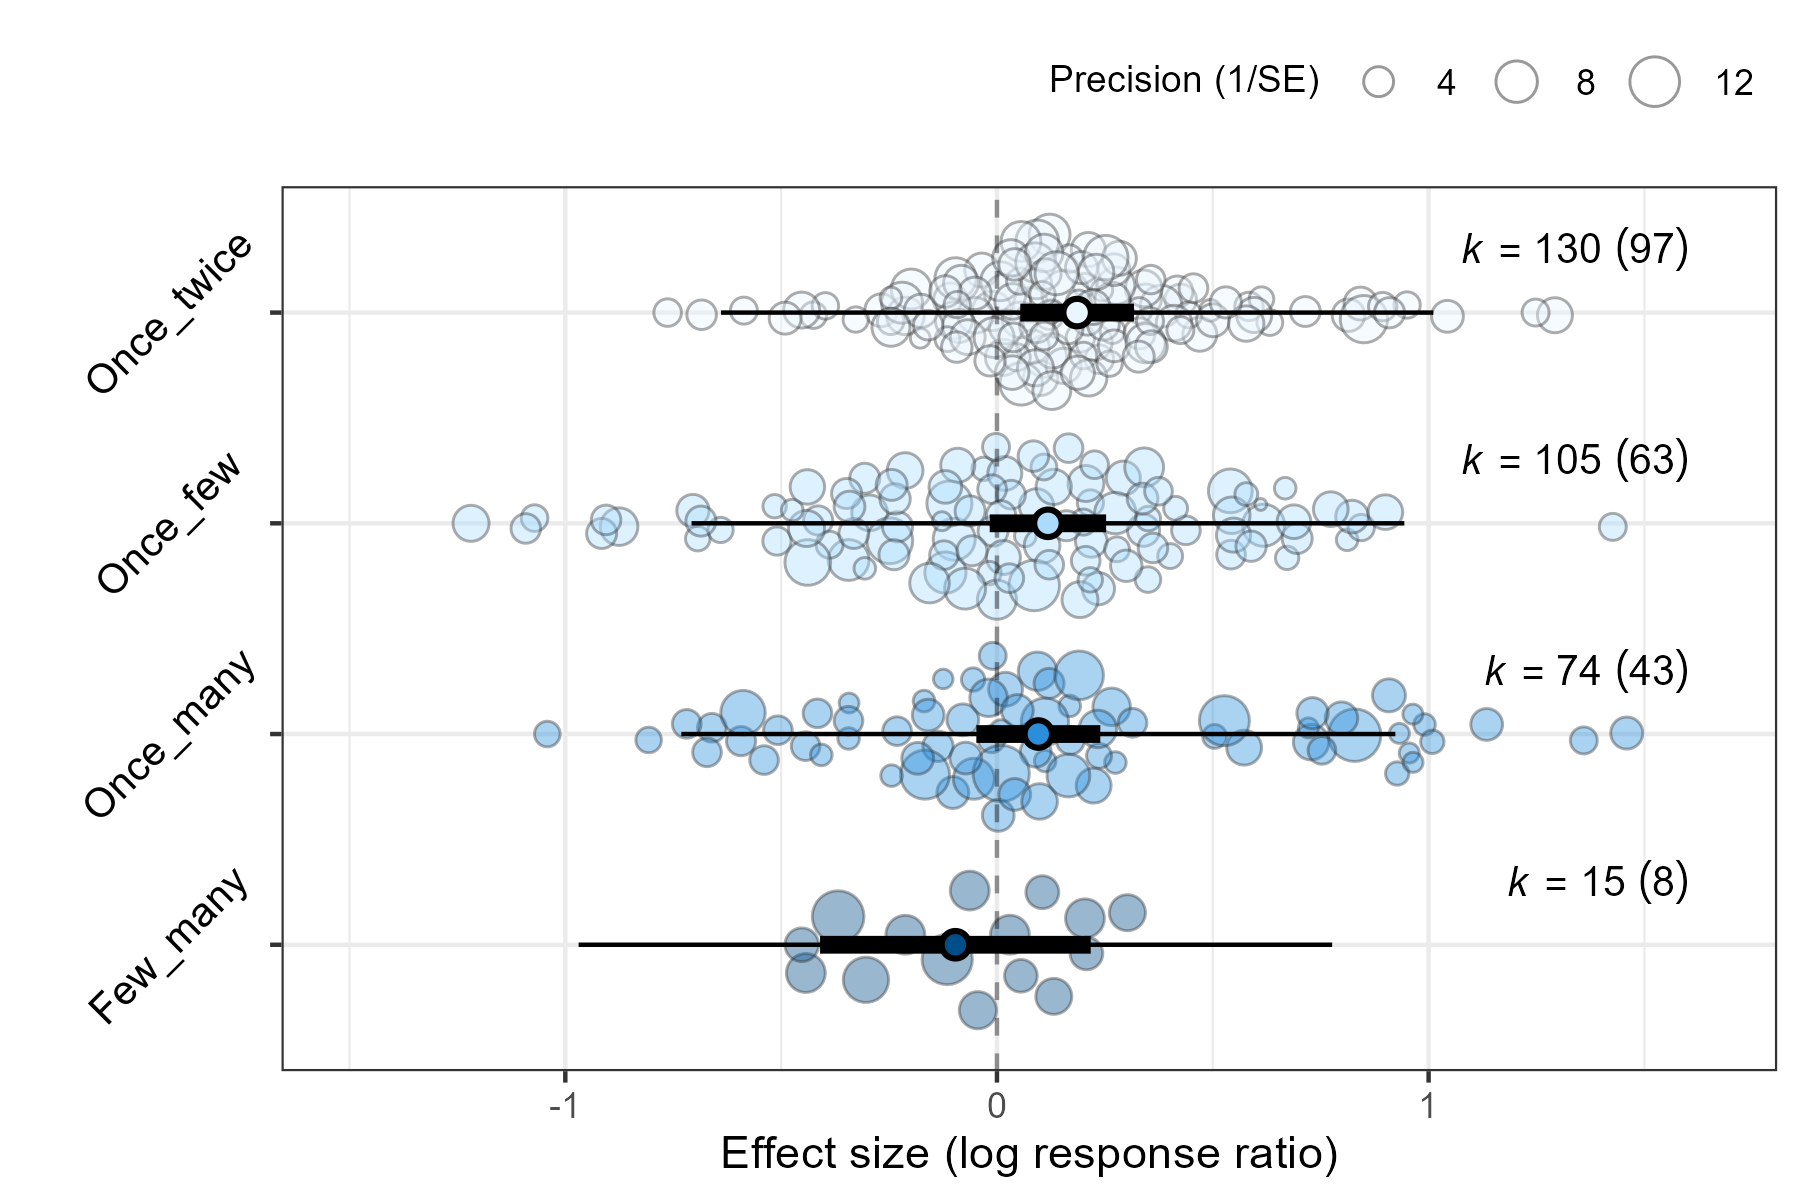 Precision (1/SE) 4 8 12
Once_twice
k = 130 (97)
Once_few
k = 105 (63)
Once_many
k = 74 (43)
Few_many
k = 15 (8)
-1 0 1
Effect size (log response ratio)